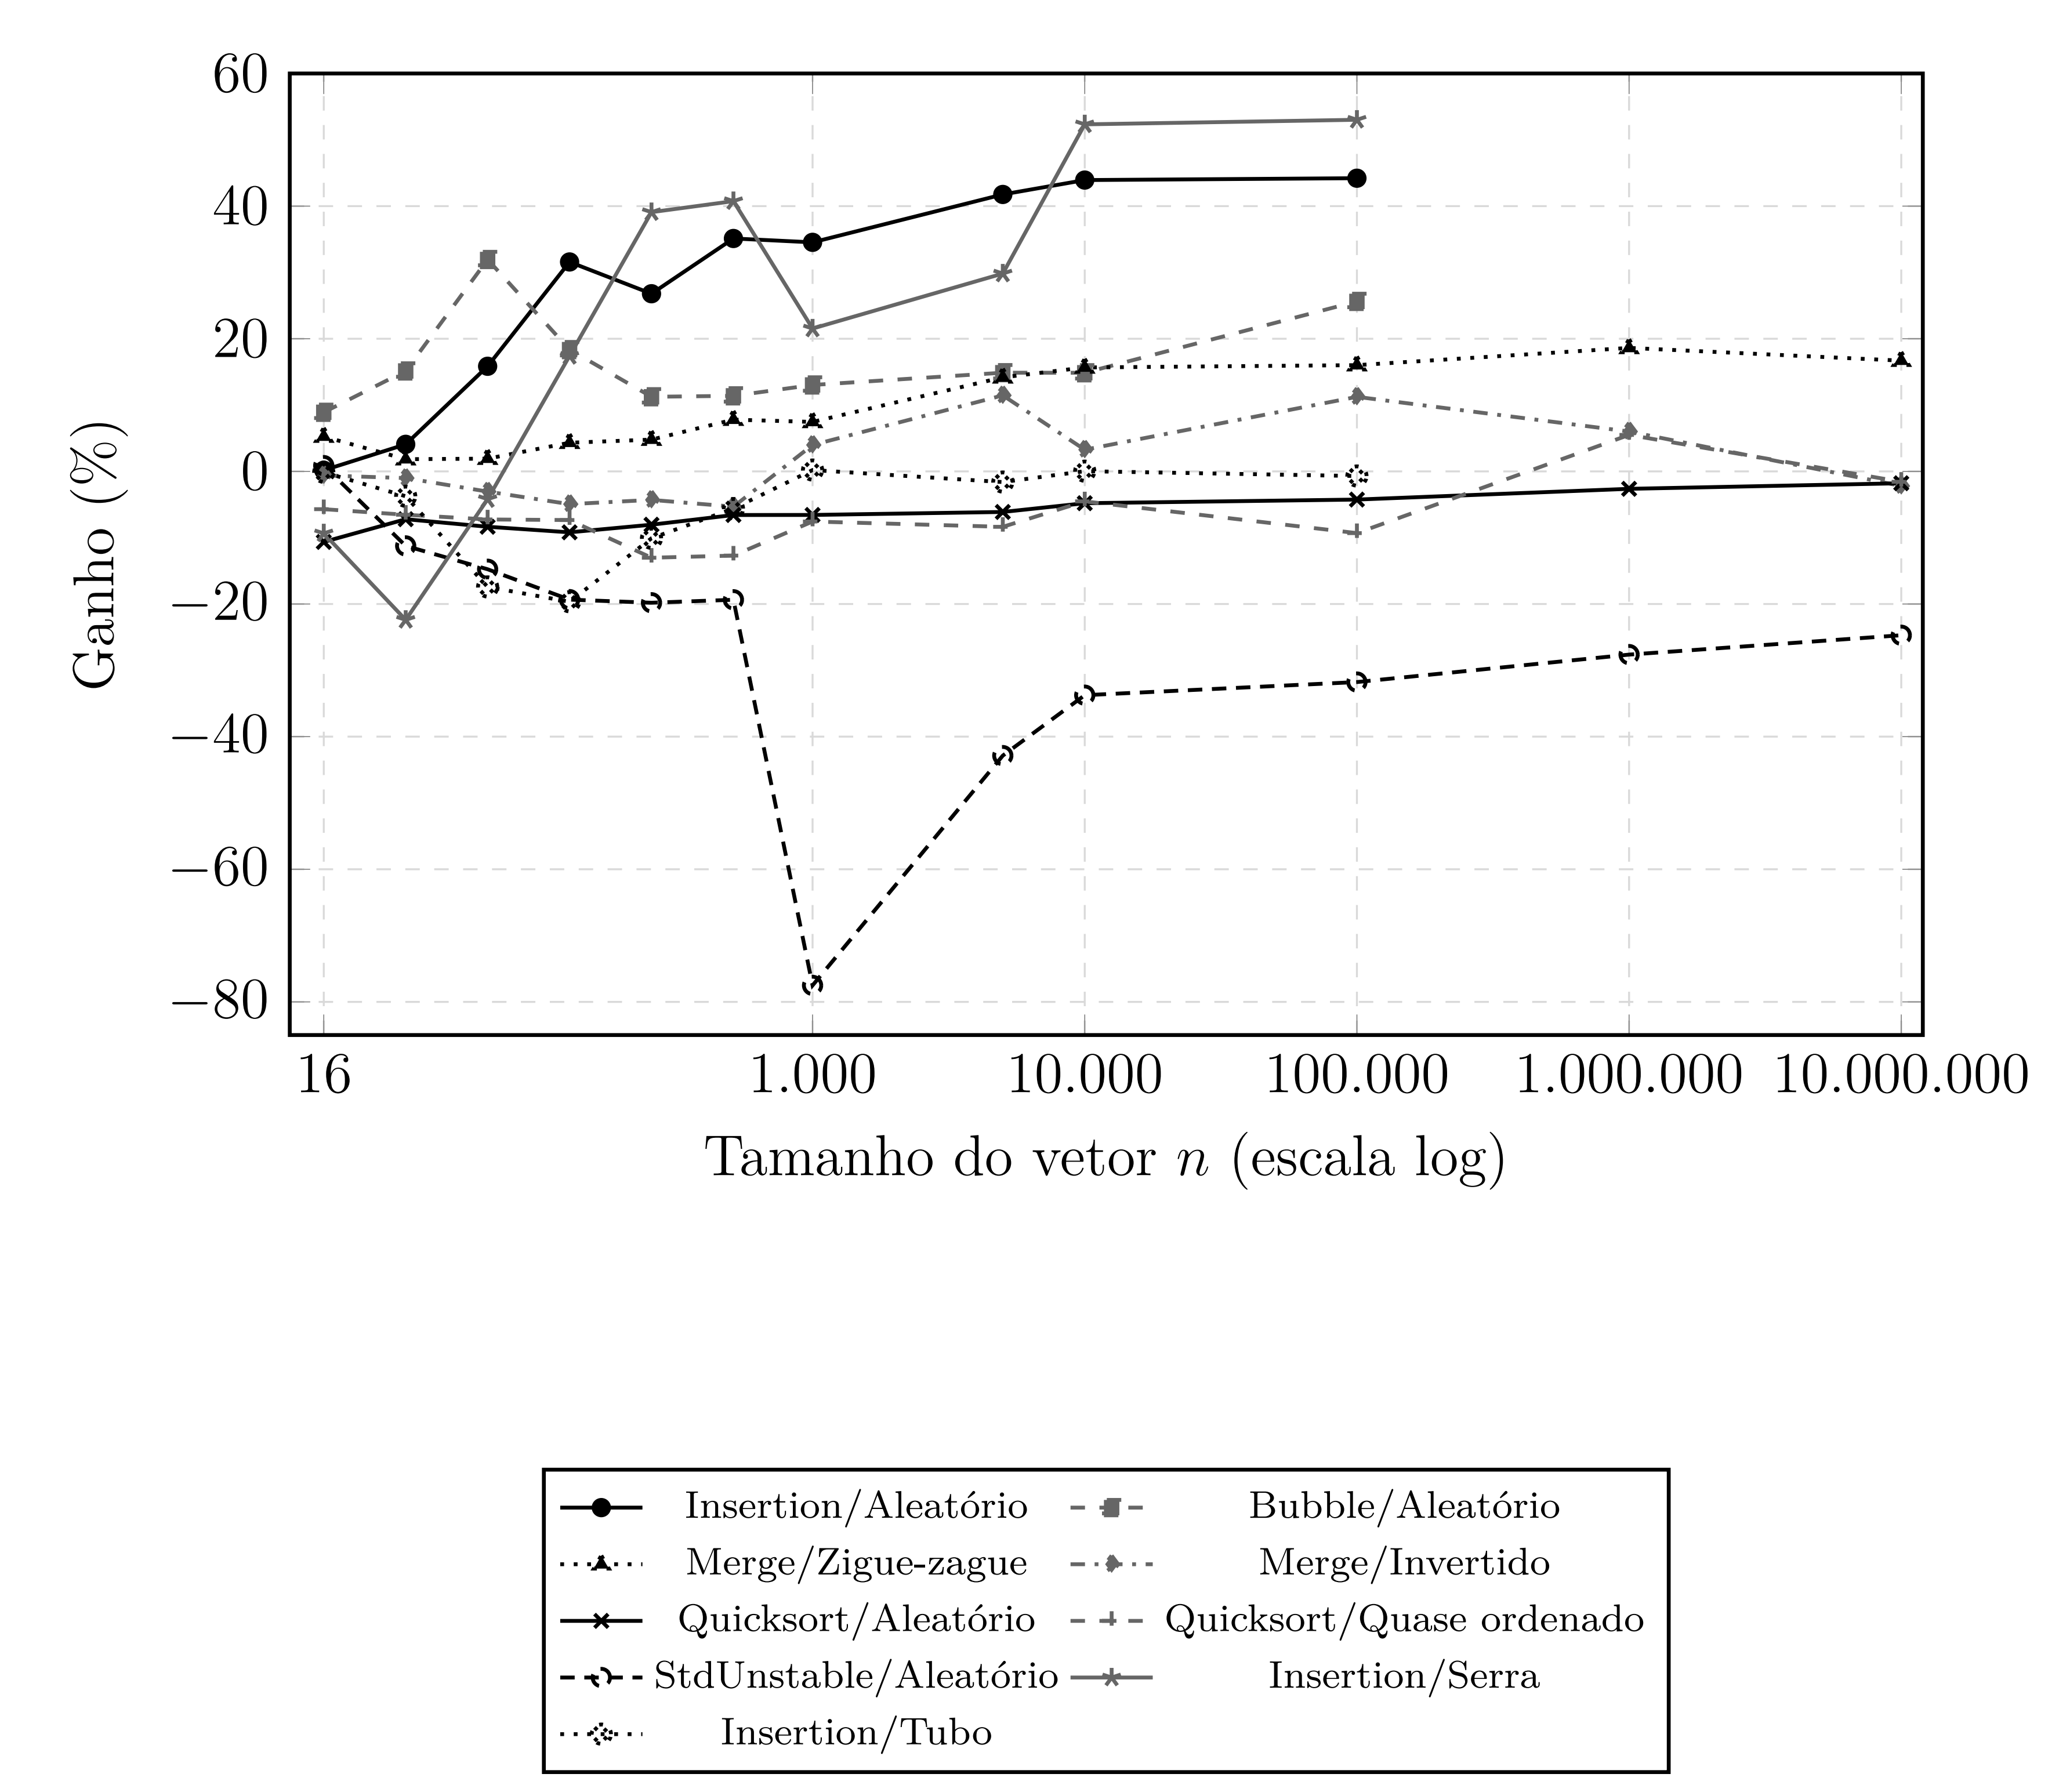 60
40
20
0
−20
−40
−60
−80
Ganho (%)
16 1.000 10.000 100.000 1.000.000 10.000.000
Tamanho do vetor n (escala log)
Insertion/Aleatório Bubble/Aleatório
Merge/Zigue-zague Merge/Invertido
Quicksort/Aleatório Quicksort/Quase ordenado
StdUnstable/Aleatório Insertion/Serra
Insertion/Tubo